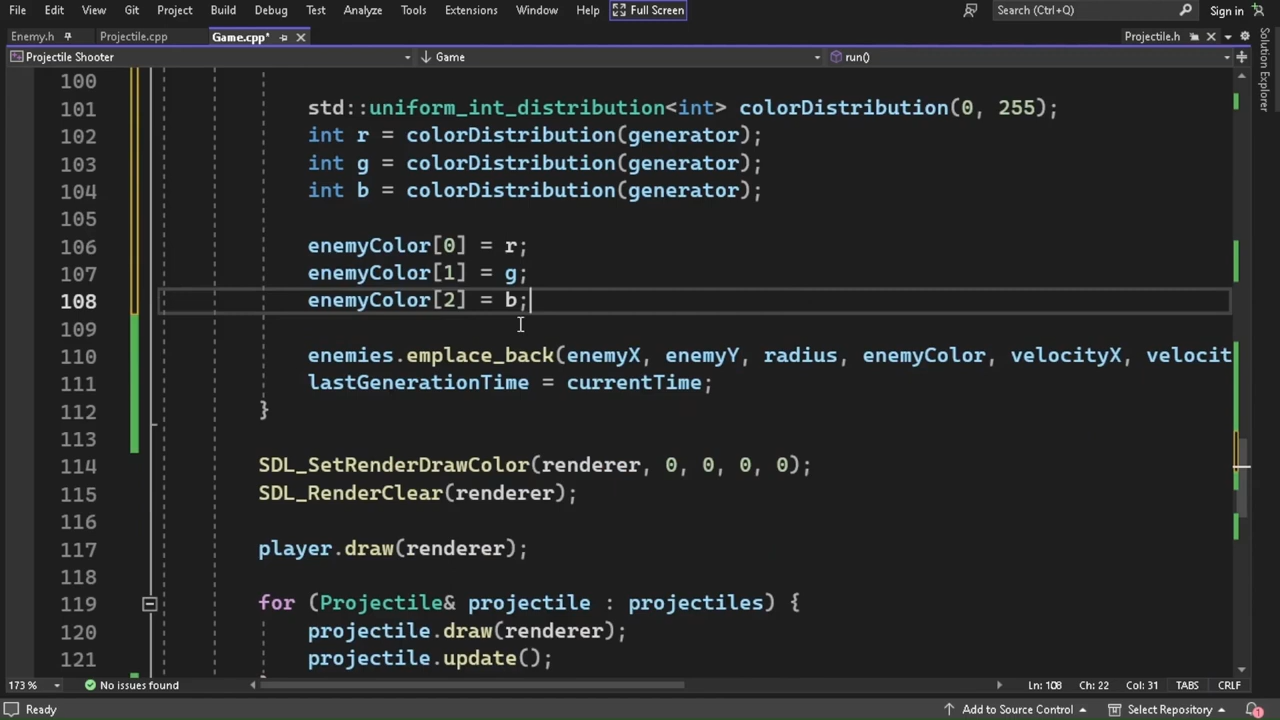 File Edit View Git Project Build Debug Test Analyze Tools Extensions Window Help Full Screen Search (Ctrl+Q) Sign in
Enemy.h Projectile.cpp Game.cpp* Projectile.h
Projectile Shooter Game run()
Solution Explorer
100
101 std::uniform_int_distribution<int> colorDistribution(0, 255);
102 int r = colorDistribution(generator);
103 int g = colorDistribution(generator);
104 int b = colorDistribution(generator);
105
106 enemyColor[0] = r;
107 enemyColor[1] = g;
108 enemyColor[2] = b;
109
110 enemies.emplace_back(enemyX, enemyY, radius, enemyColor, velocityX, velocit
111 lastGenerationTime = currentTime;
112 }
113
114 SDL_SetRenderDrawColor(renderer, 0, 0, 0, 0);
115 SDL_RenderClear(renderer);
116
117 player.draw(renderer);
118
119 for (Projectile& projectile : projectiles) {
120 projectile.draw(renderer);
121 projectile.update();
173 % No issues found Ln: 108 Ch: 22 Col: 31 TABS CRLF
Ready Add to Source Control Select Repository 1